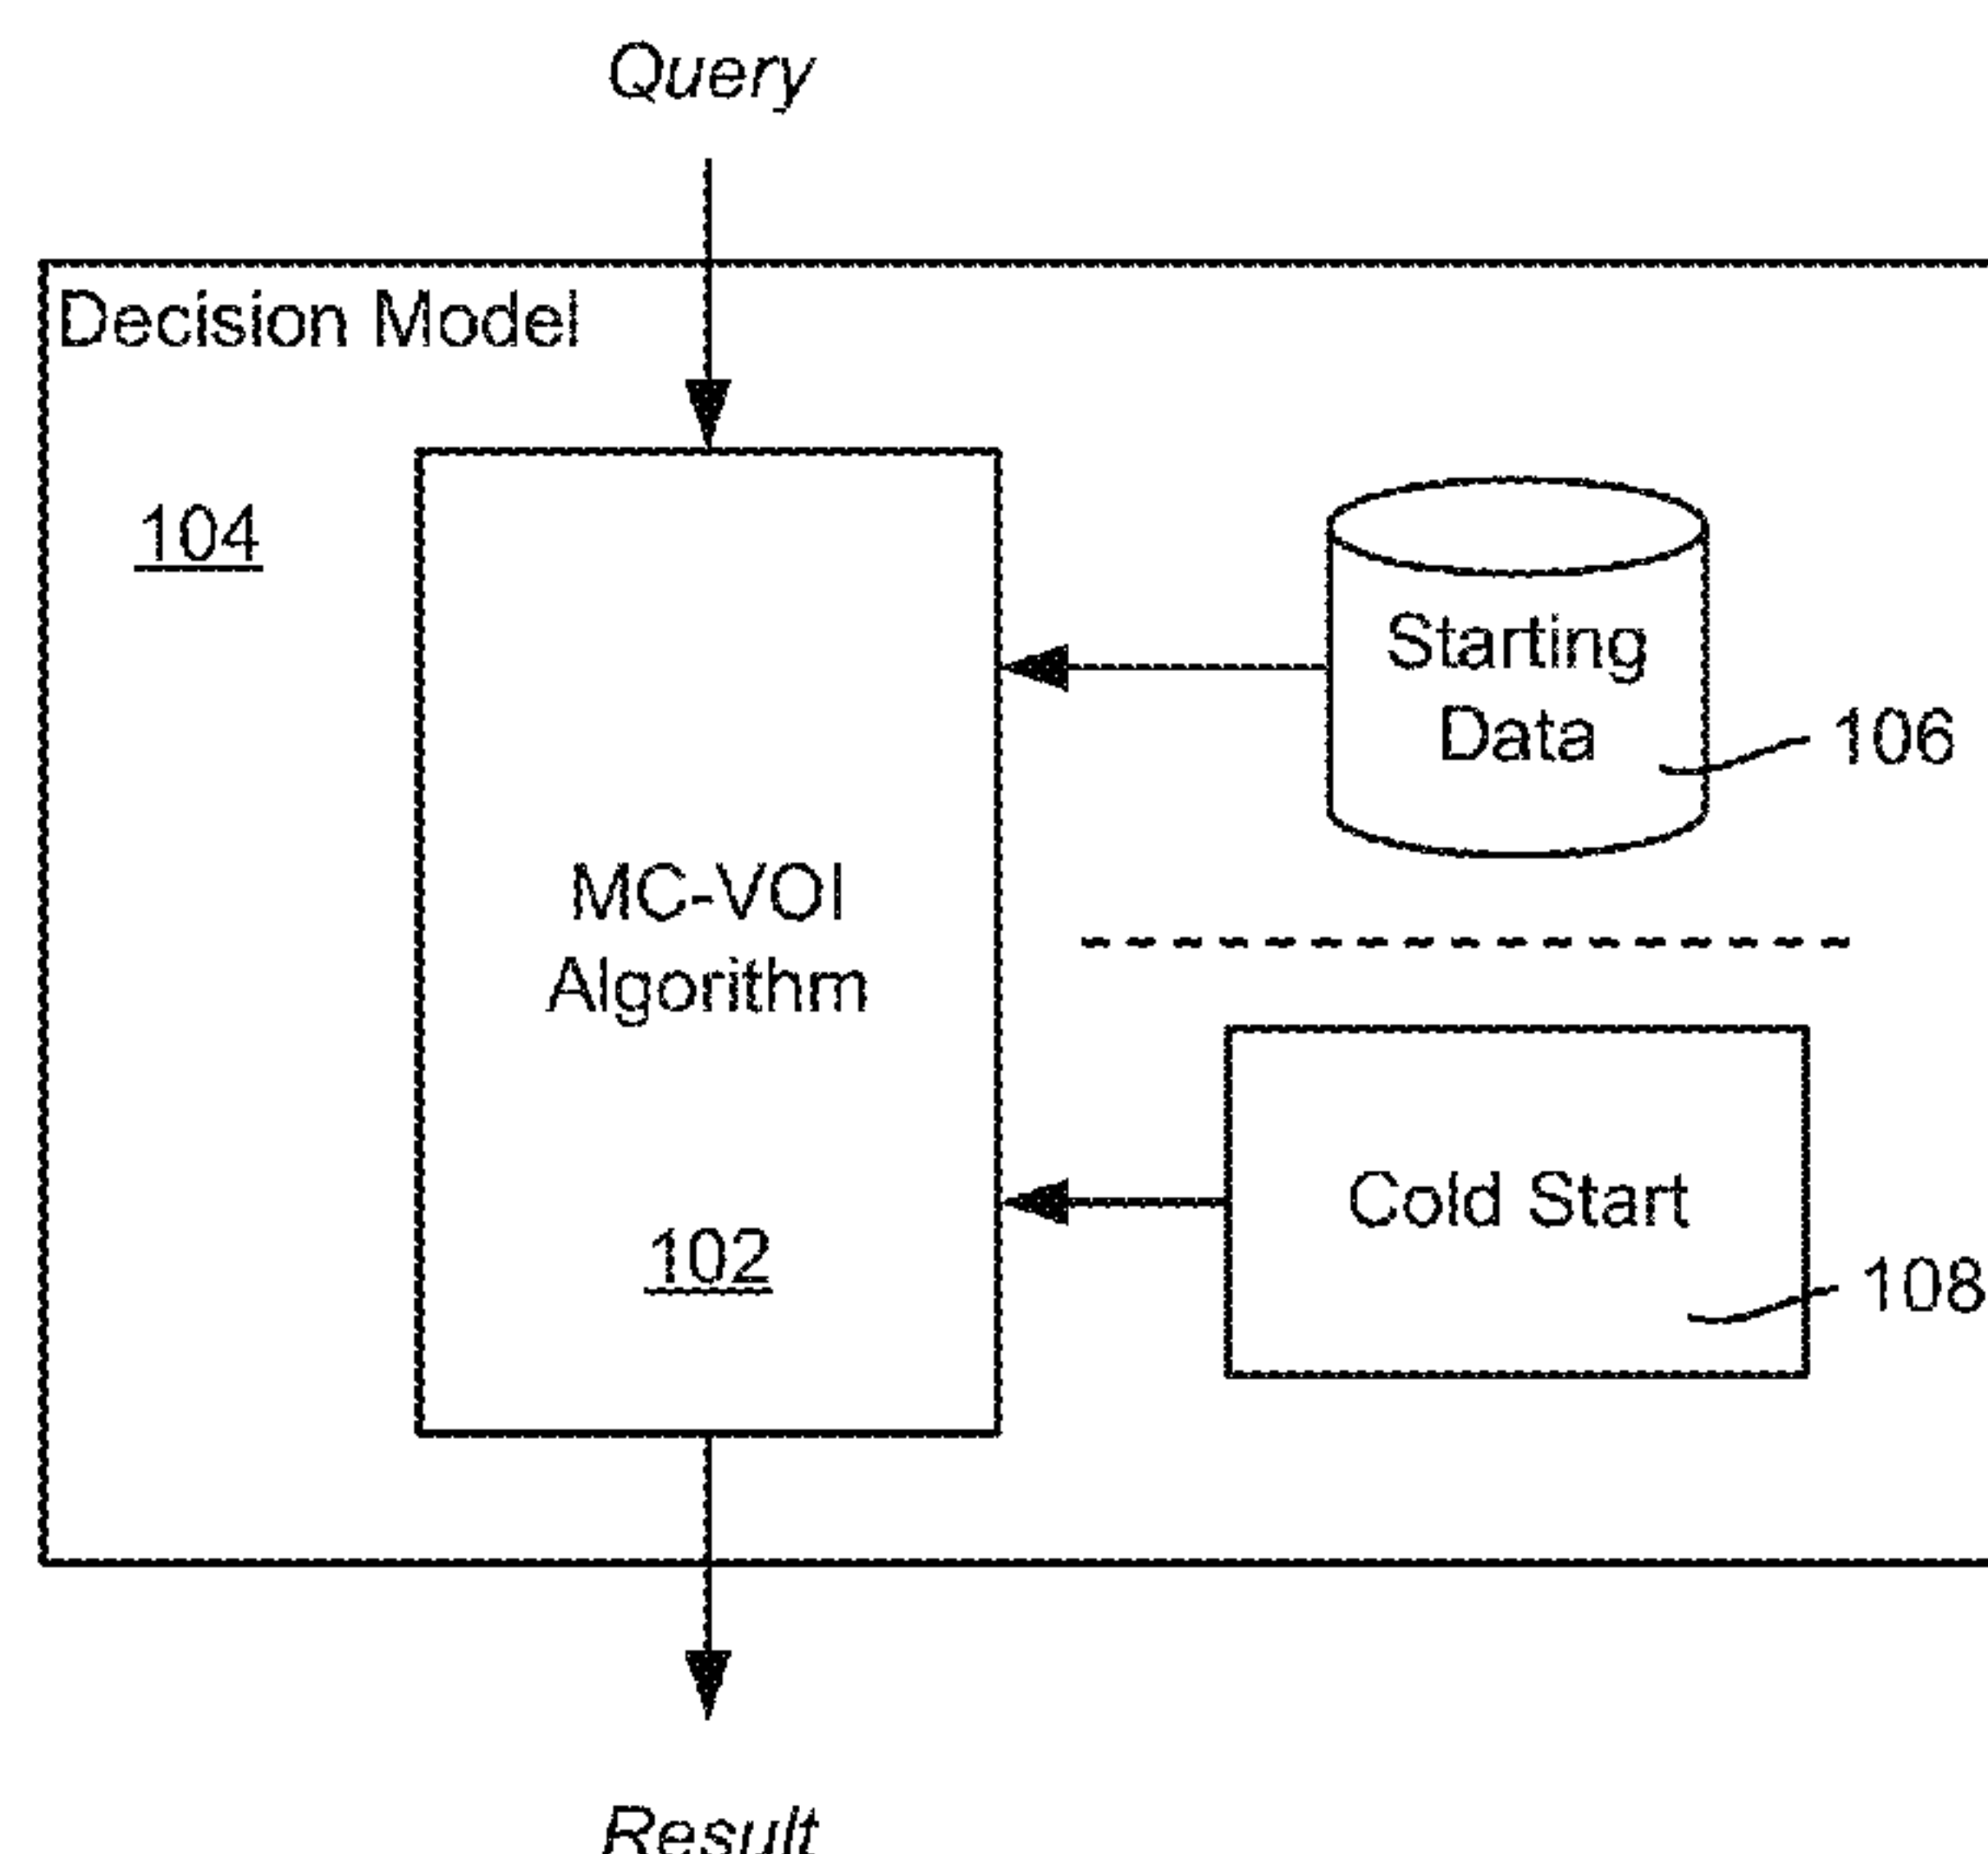 Query
Decision Model
104
Starting
Data
106
MC-VOI
Algorithm
102
Cold Start
108
Result